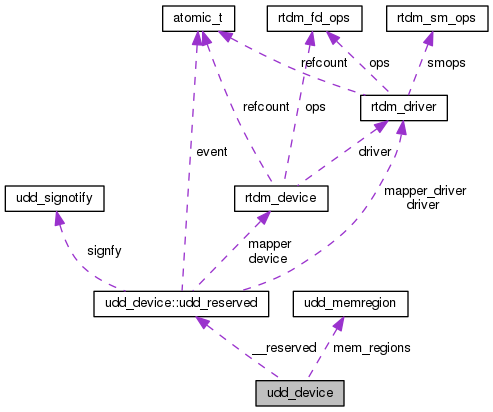 atomic_t
rtdm_fd_ops
rtdm_sm_ops
refcount
ops
smops
rtdm_driver
refcount
ops
event
driver
udd_signotify
rtdm_device
mapper_driver
driver
signfy
mapper
device
udd_device::udd_reserved
udd_memregion
__reserved
mem_regions
udd_device